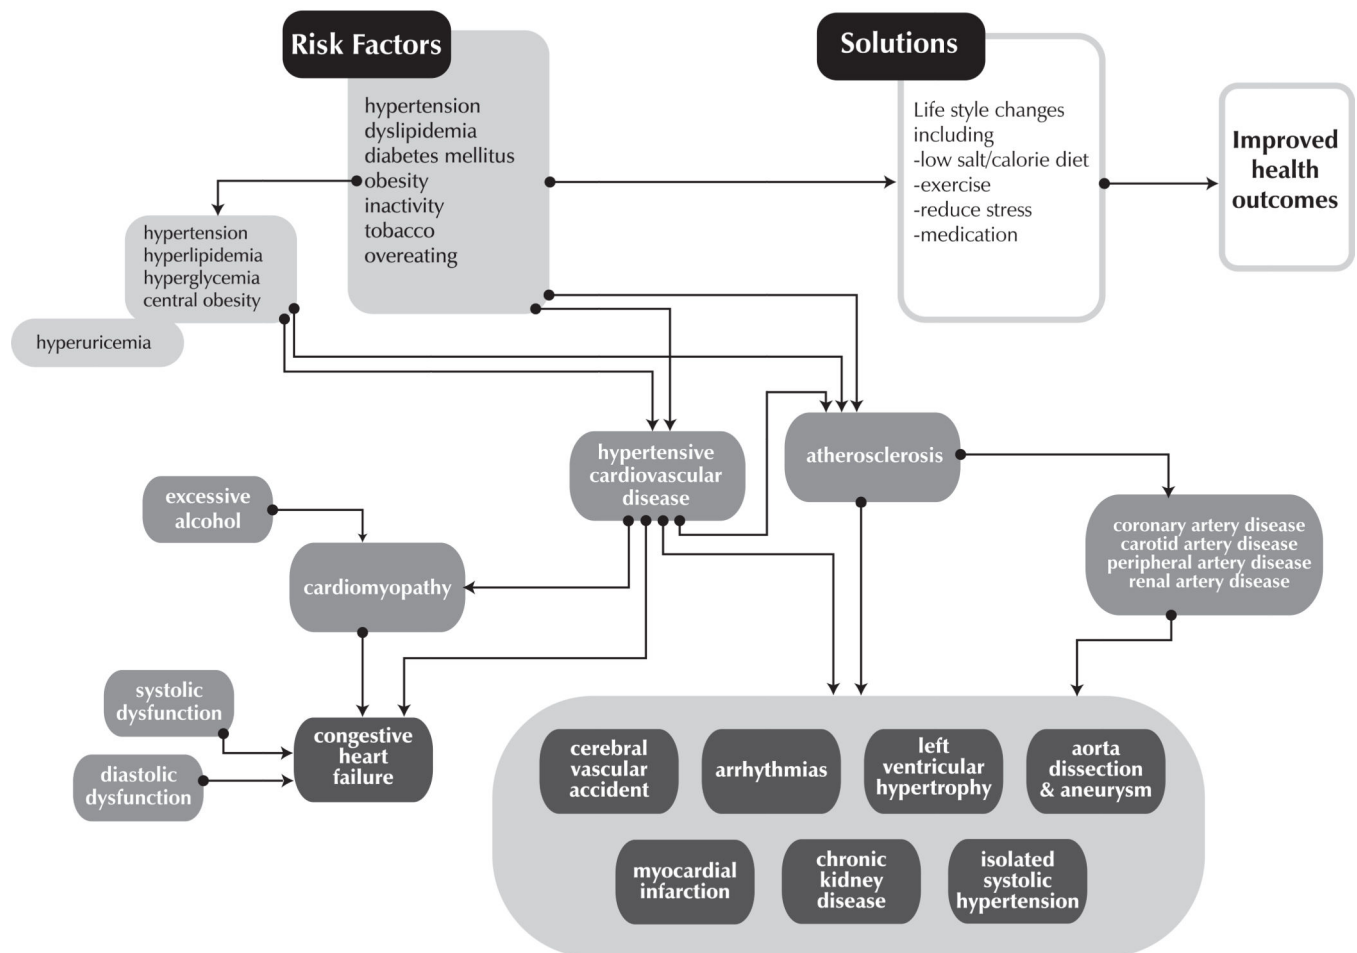 Risk Factors
hypertension
dyslipidemia
diabetes mellitus
obesity
inactivity
tobacco
overeating
Solutions
Life style changes
including
-low salt/calorie diet
-exercise
-reduce stress
-medication
Improved
health
outcomes
hypertension
hyperlipidemia
hyperglycemia
central obesity
hyperuricemia
hypertensive
cardiovascular
disease
atherosclerosis
excessive
alcohol
cardiomyopathy
coronary artery disease
carotid artery disease
peripheral artery disease
renal artery disease
systolic
dysfunction
diastolic
dysfunction
congestive
heart
failure
cerebral
vascular
accident
arrhythmias
left
ventricular
hypertrophy
aorta
dissection
& aneurysm
myocardial
infarction
chronic
kidney
disease
isolated
systolic
hypertension